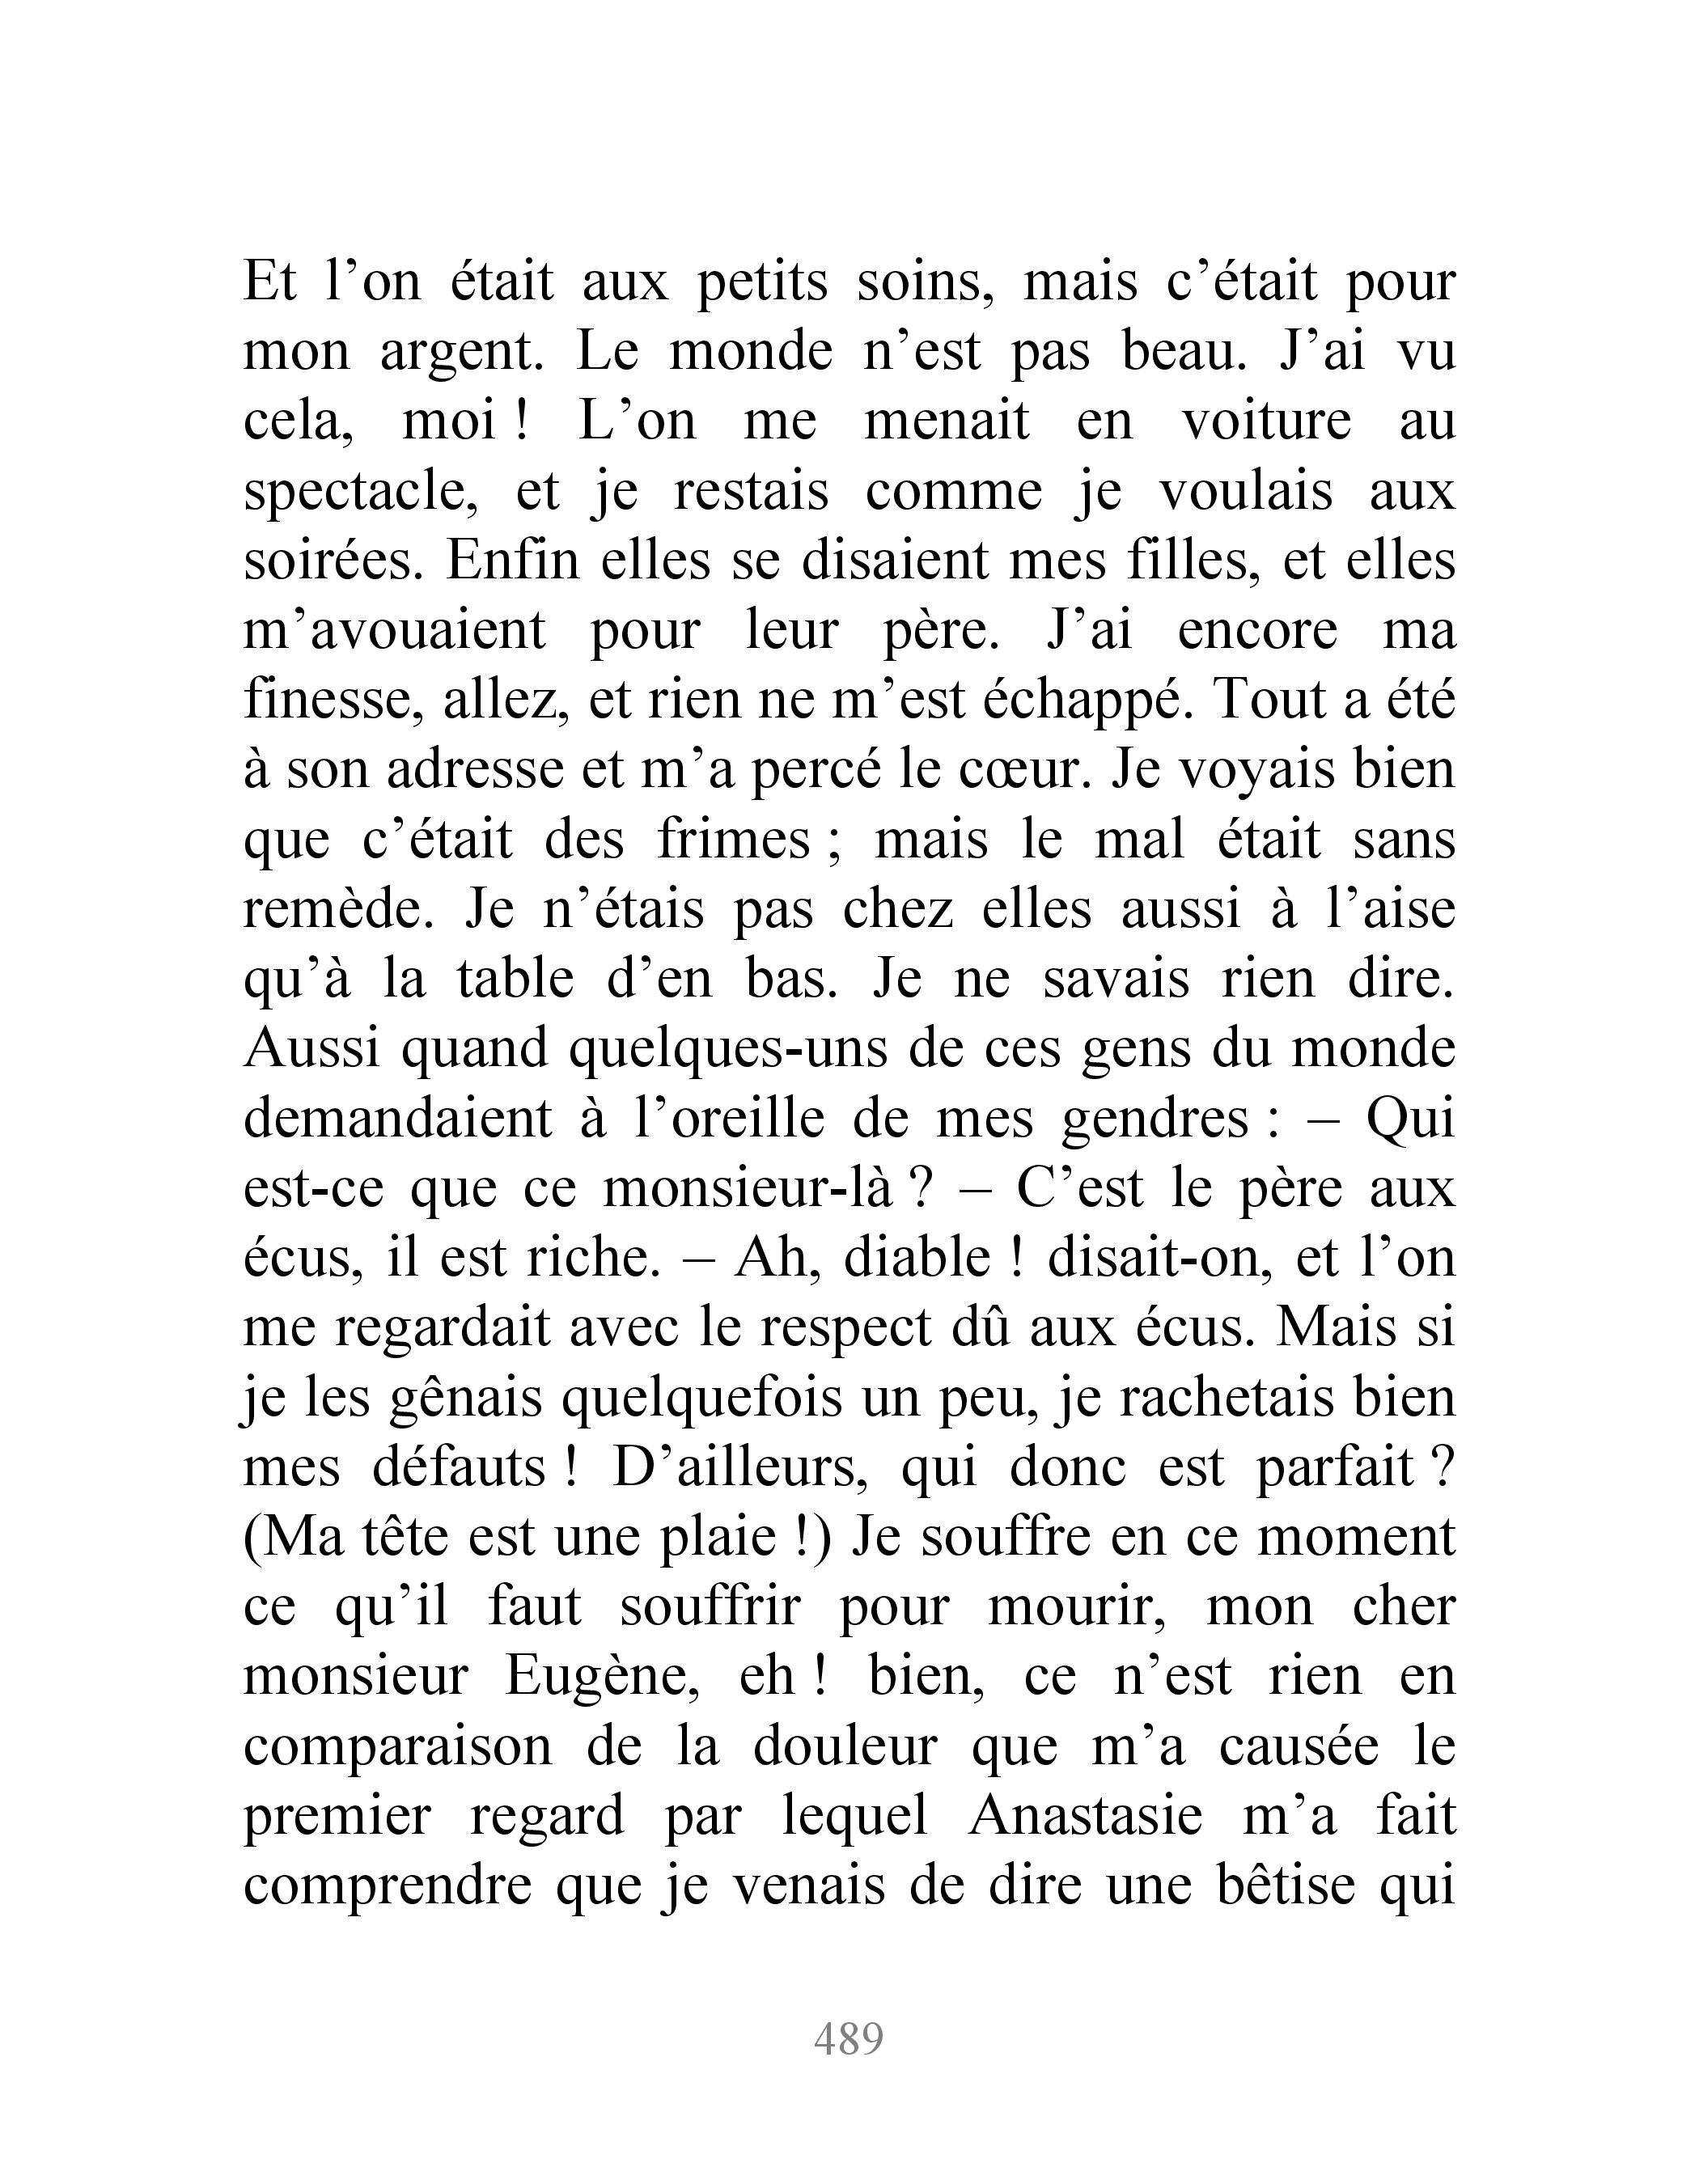 Et l’on était aux petits soins, mais c’était pour
mon argent. Le monde n’est pas beau. J’ai vu
cela, moi ! L’on me menait en voiture au
spectacle, et je restais comme je voulais aux
soirées. Enfin elles se disaient mes filles, et elles
m’avouaient pour leur père. J’ai encore ma
finesse, allez, et rien ne m’est échappé. Tout a été
à son adresse et m’a percé le cœur. Je voyais bien
que c’était des frimes ; mais le mal était sans
remède. Je n’étais pas chez elles aussi à l’aise
qu’à la table d’en bas. Je ne savais rien dire.
Aussi quand quelques-uns de ces gens du monde
demandaient à l’oreille de mes gendres : – Qui
est-ce que ce monsieur-là ? – C’est le père aux
écus, il est riche. – Ah, diable ! disait-on, et l’on
me regardait avec le respect dû aux écus. Mais si
je les gênais quelquefois un peu, je rachetais bien
mes défauts ! D’ailleurs, qui donc est parfait ?
(Ma tête est une plaie !) Je souffre en ce moment
ce qu’il faut souffrir pour mourir, mon cher
monsieur Eugène, eh ! bien, ce n’est rien en
comparaison de la douleur que m’a causée le
premier regard par lequel Anastasie m’a fait
comprendre que je venais de dire une bêtise qui
489